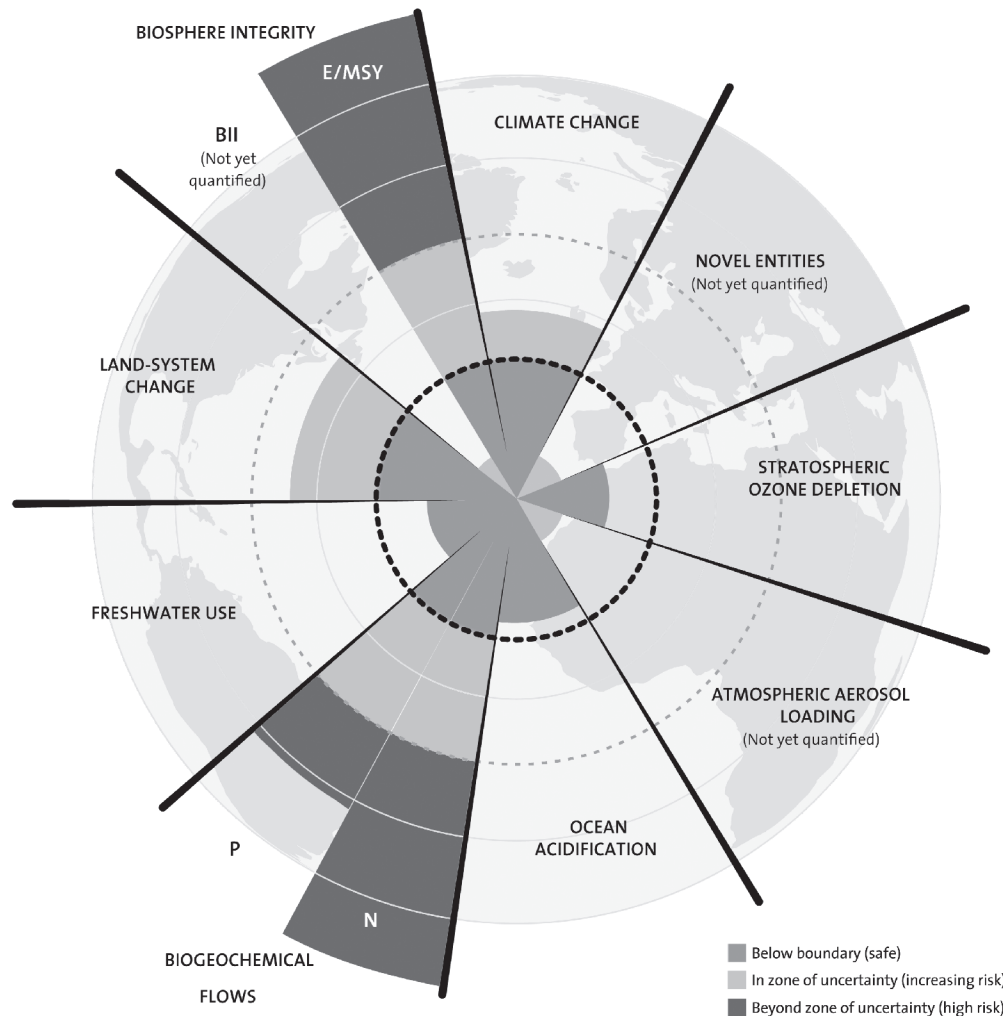 BIOSPHERE INTEGRITY
E/MSY
CLIMATE CHANGE
BII
(Not yet
quantified)
NOVEL ENTITIES
(Not yet quantified)
LAND-SYSTEM
CHANGE
STRATOSPHERIC
OZONE DEPLETION
FRESHWATER USE
ATMOSPHERIC AEROSOL
LOADING
(Not yet quantified)
OCEAN
ACIDIFICATION
P
N
BIOGEOCHEMICAL
FLOWS
Below boundary (safe)
In zone of uncertainty (increasing risk)
Beyond zone of uncertainty (high risk)